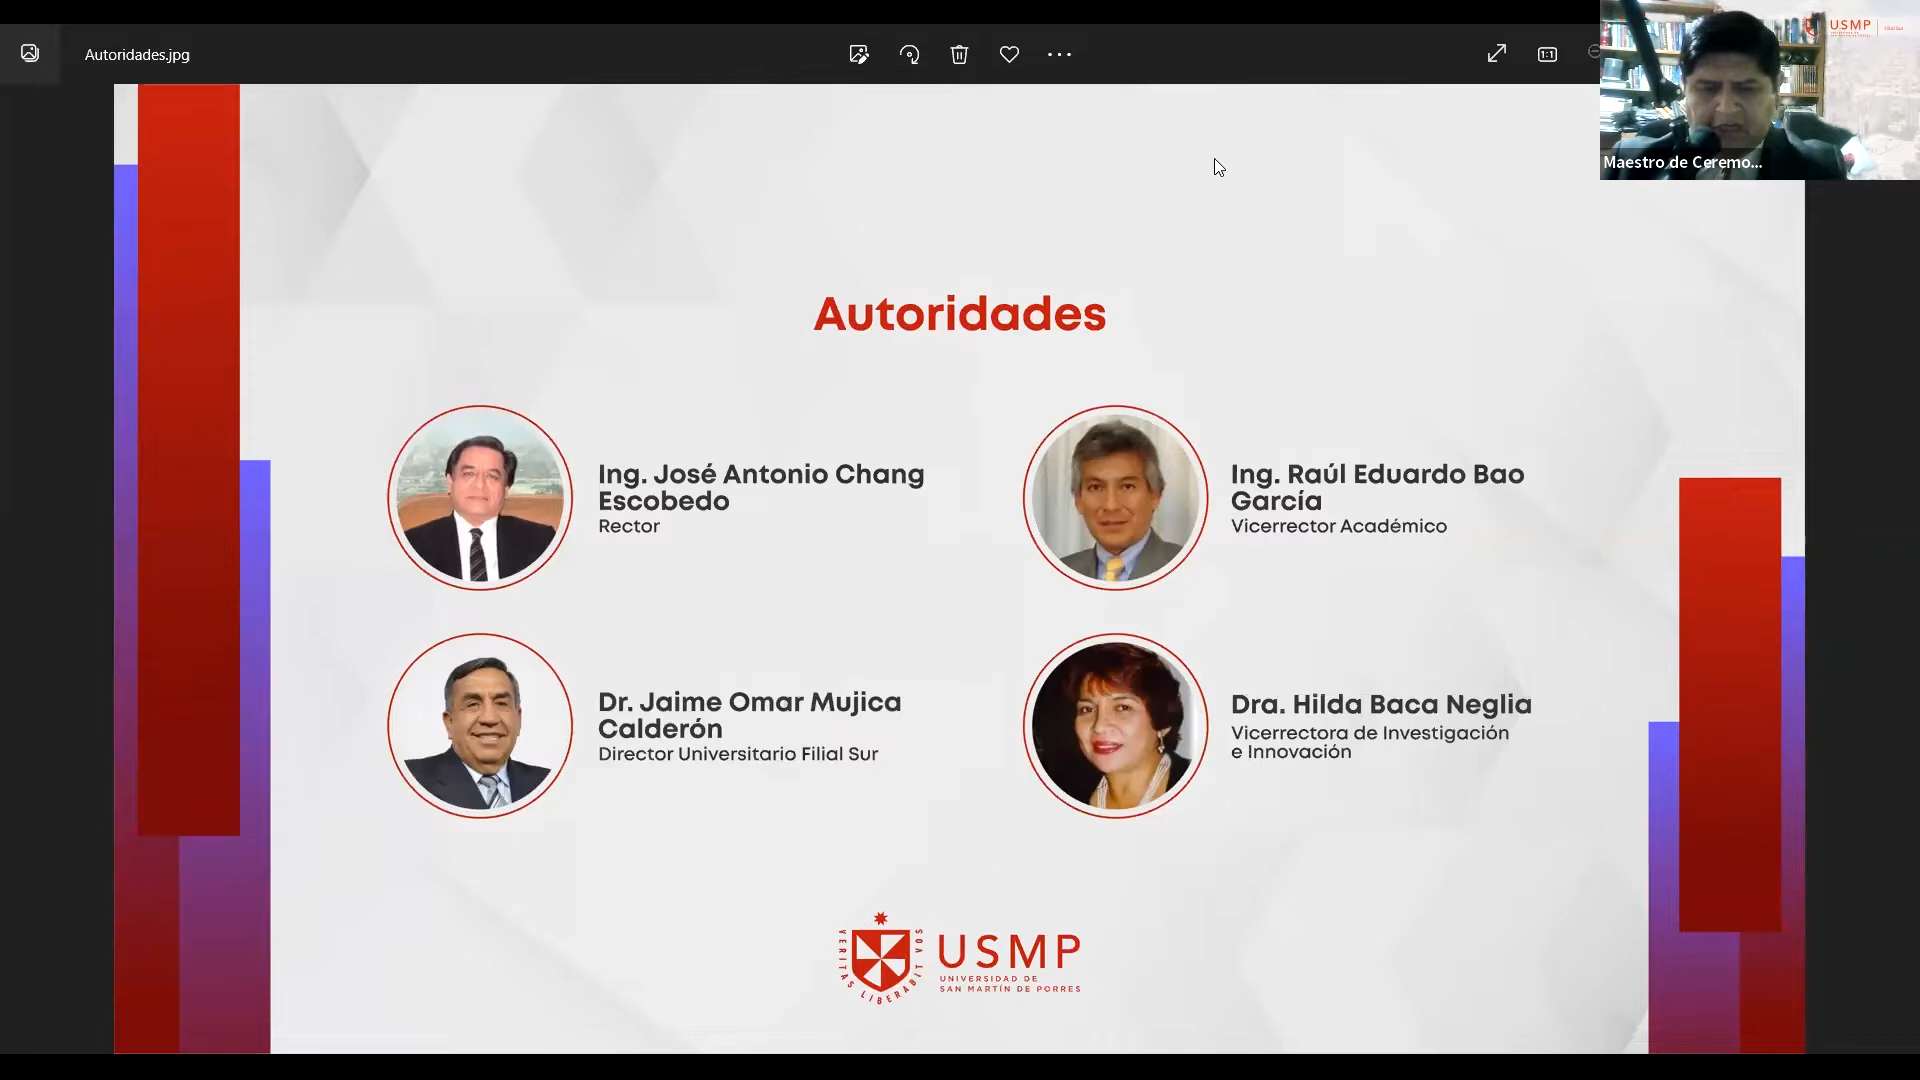 Autoridades.jpg
USMP
Maestro de Ceremo...
Autoridades
Ing. José Antonio Chang
Escobedo
Rector
Ing. Raúl Eduardo Bao
García
Vicerrector Académico
Dr. Jaime Omar Mujica
Calderón
Director Universitario Filial Sur
Dra. Hilda Baca Neglia
Vicerrectora de Investigación
e Innovación
VERITAS LIBERABIT VOS
USMP
UNIVERSIDAD DE
SAN MARTÍN DE PORRES